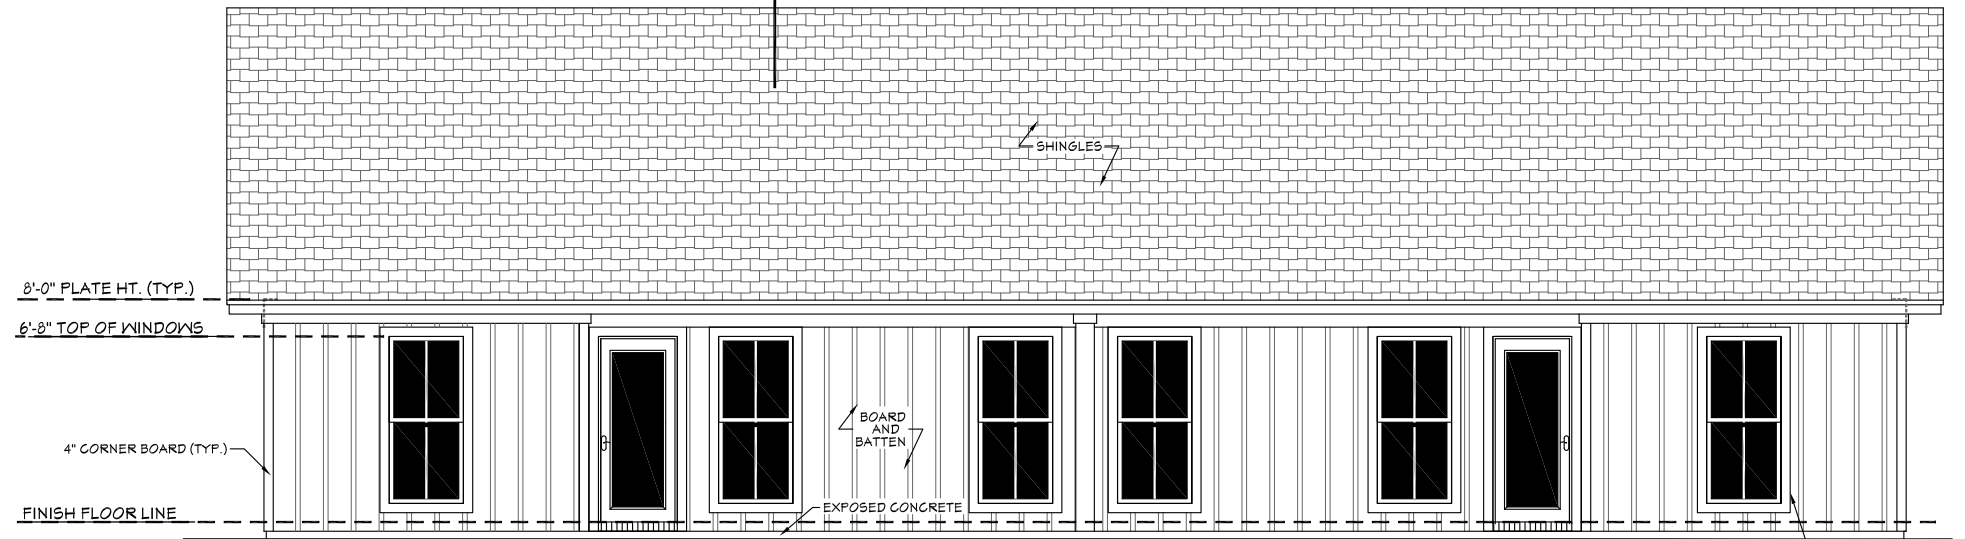 SHINGLES
8'-0" PLATE HT. (TYP.)
6'-8" TOP OF WINDOWS
BOARD
AND
BATTEN
4" CORNER BOARD (TYP.)
EXPOSED CONCRETE
FINISH FLOOR LINE